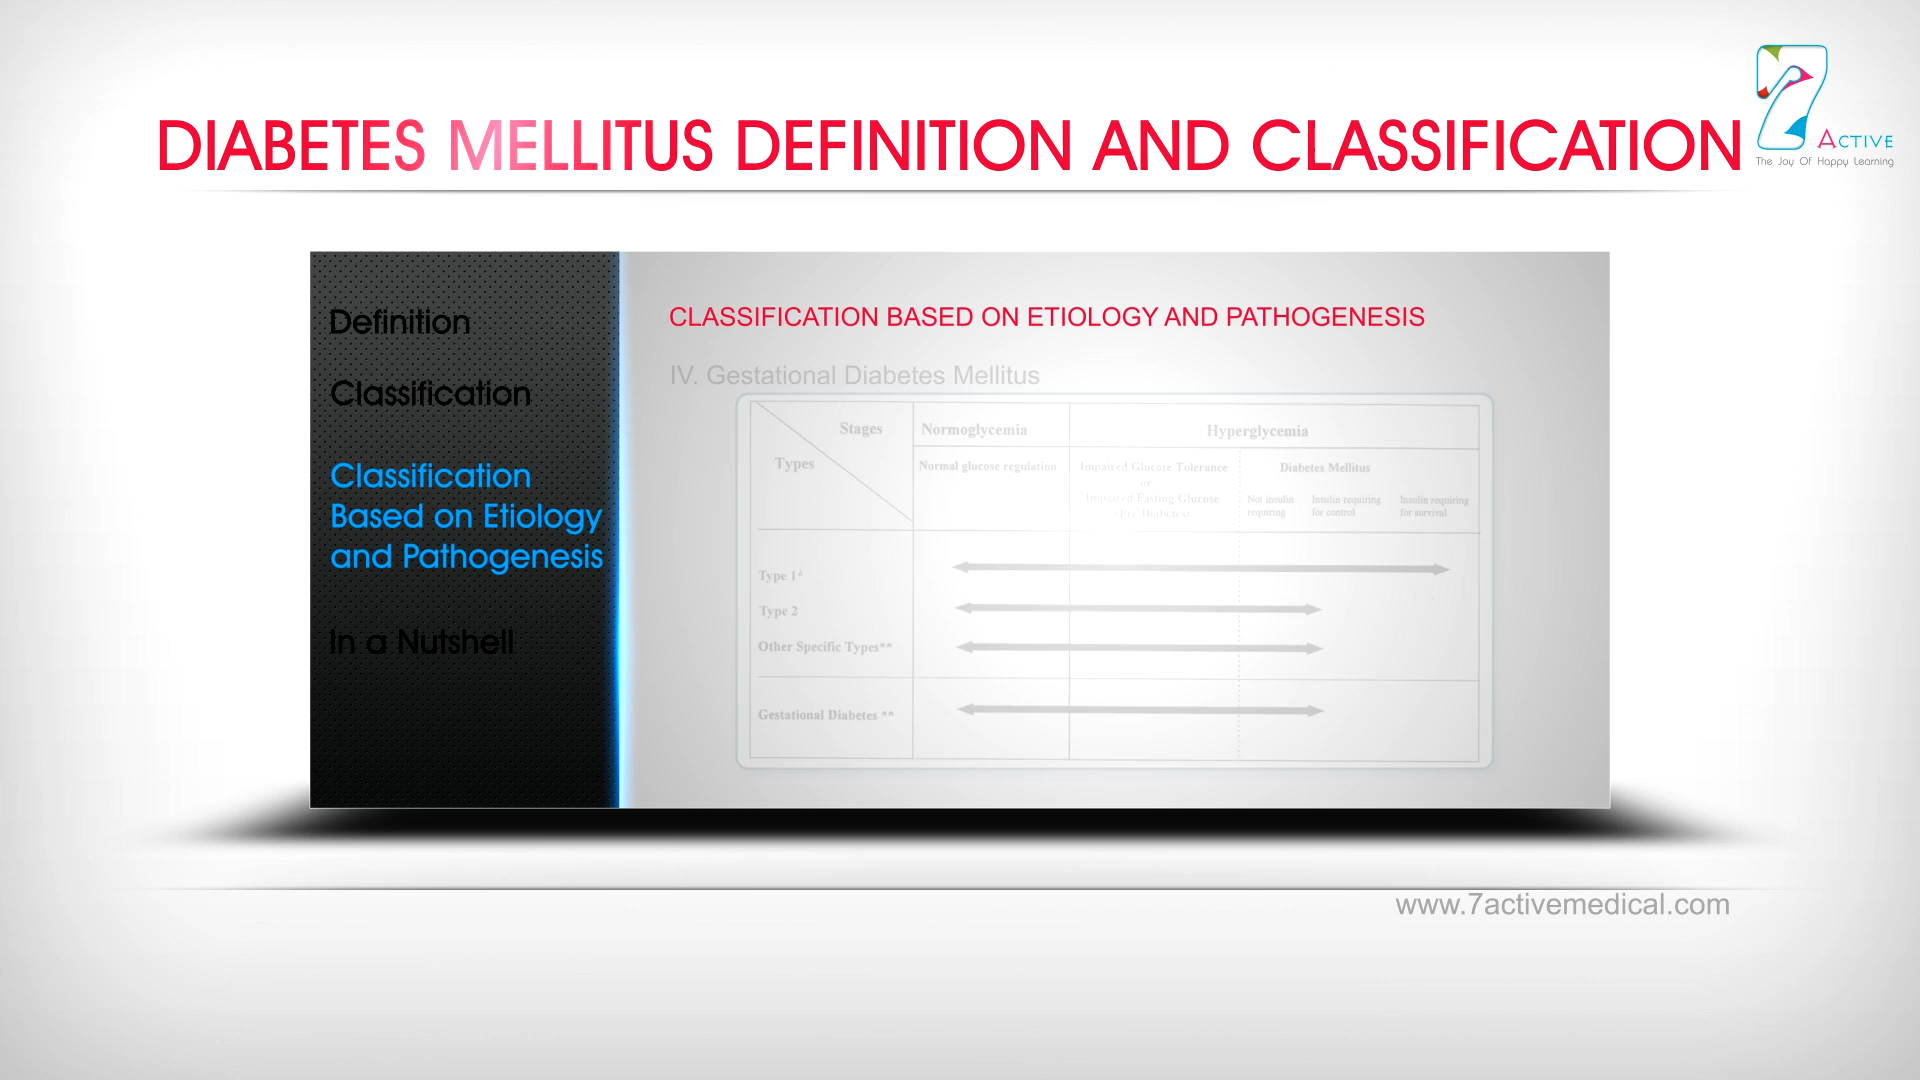 DIABETES MELLITUS DEFINITION AND CLASSIFICATION
7 ACTIVE
The Joy Of Happy Learning
Definition
Classification
Classification
Based on Etiology
and Pathogenesis
In a Nutshell
CLASSIFICATION BASED ON ETIOLOGY AND PATHOGENESIS
IV. Gestational Diabetes Mellitus
Stages
Types
Normoglycemia
Hyperglycemia
Normal glucose regulation
Impaired Glucose Tolerance
or
Impaired Fasting Glucose
(Pre-Diabetes)
Diabetes Mellitus
Not insulin
requiring
Insulin requiring
for control
Insulin requiring
for survival
Type 1*
Type 2
Other Specific Types**
Gestational Diabetes **
www.7activemedical.com